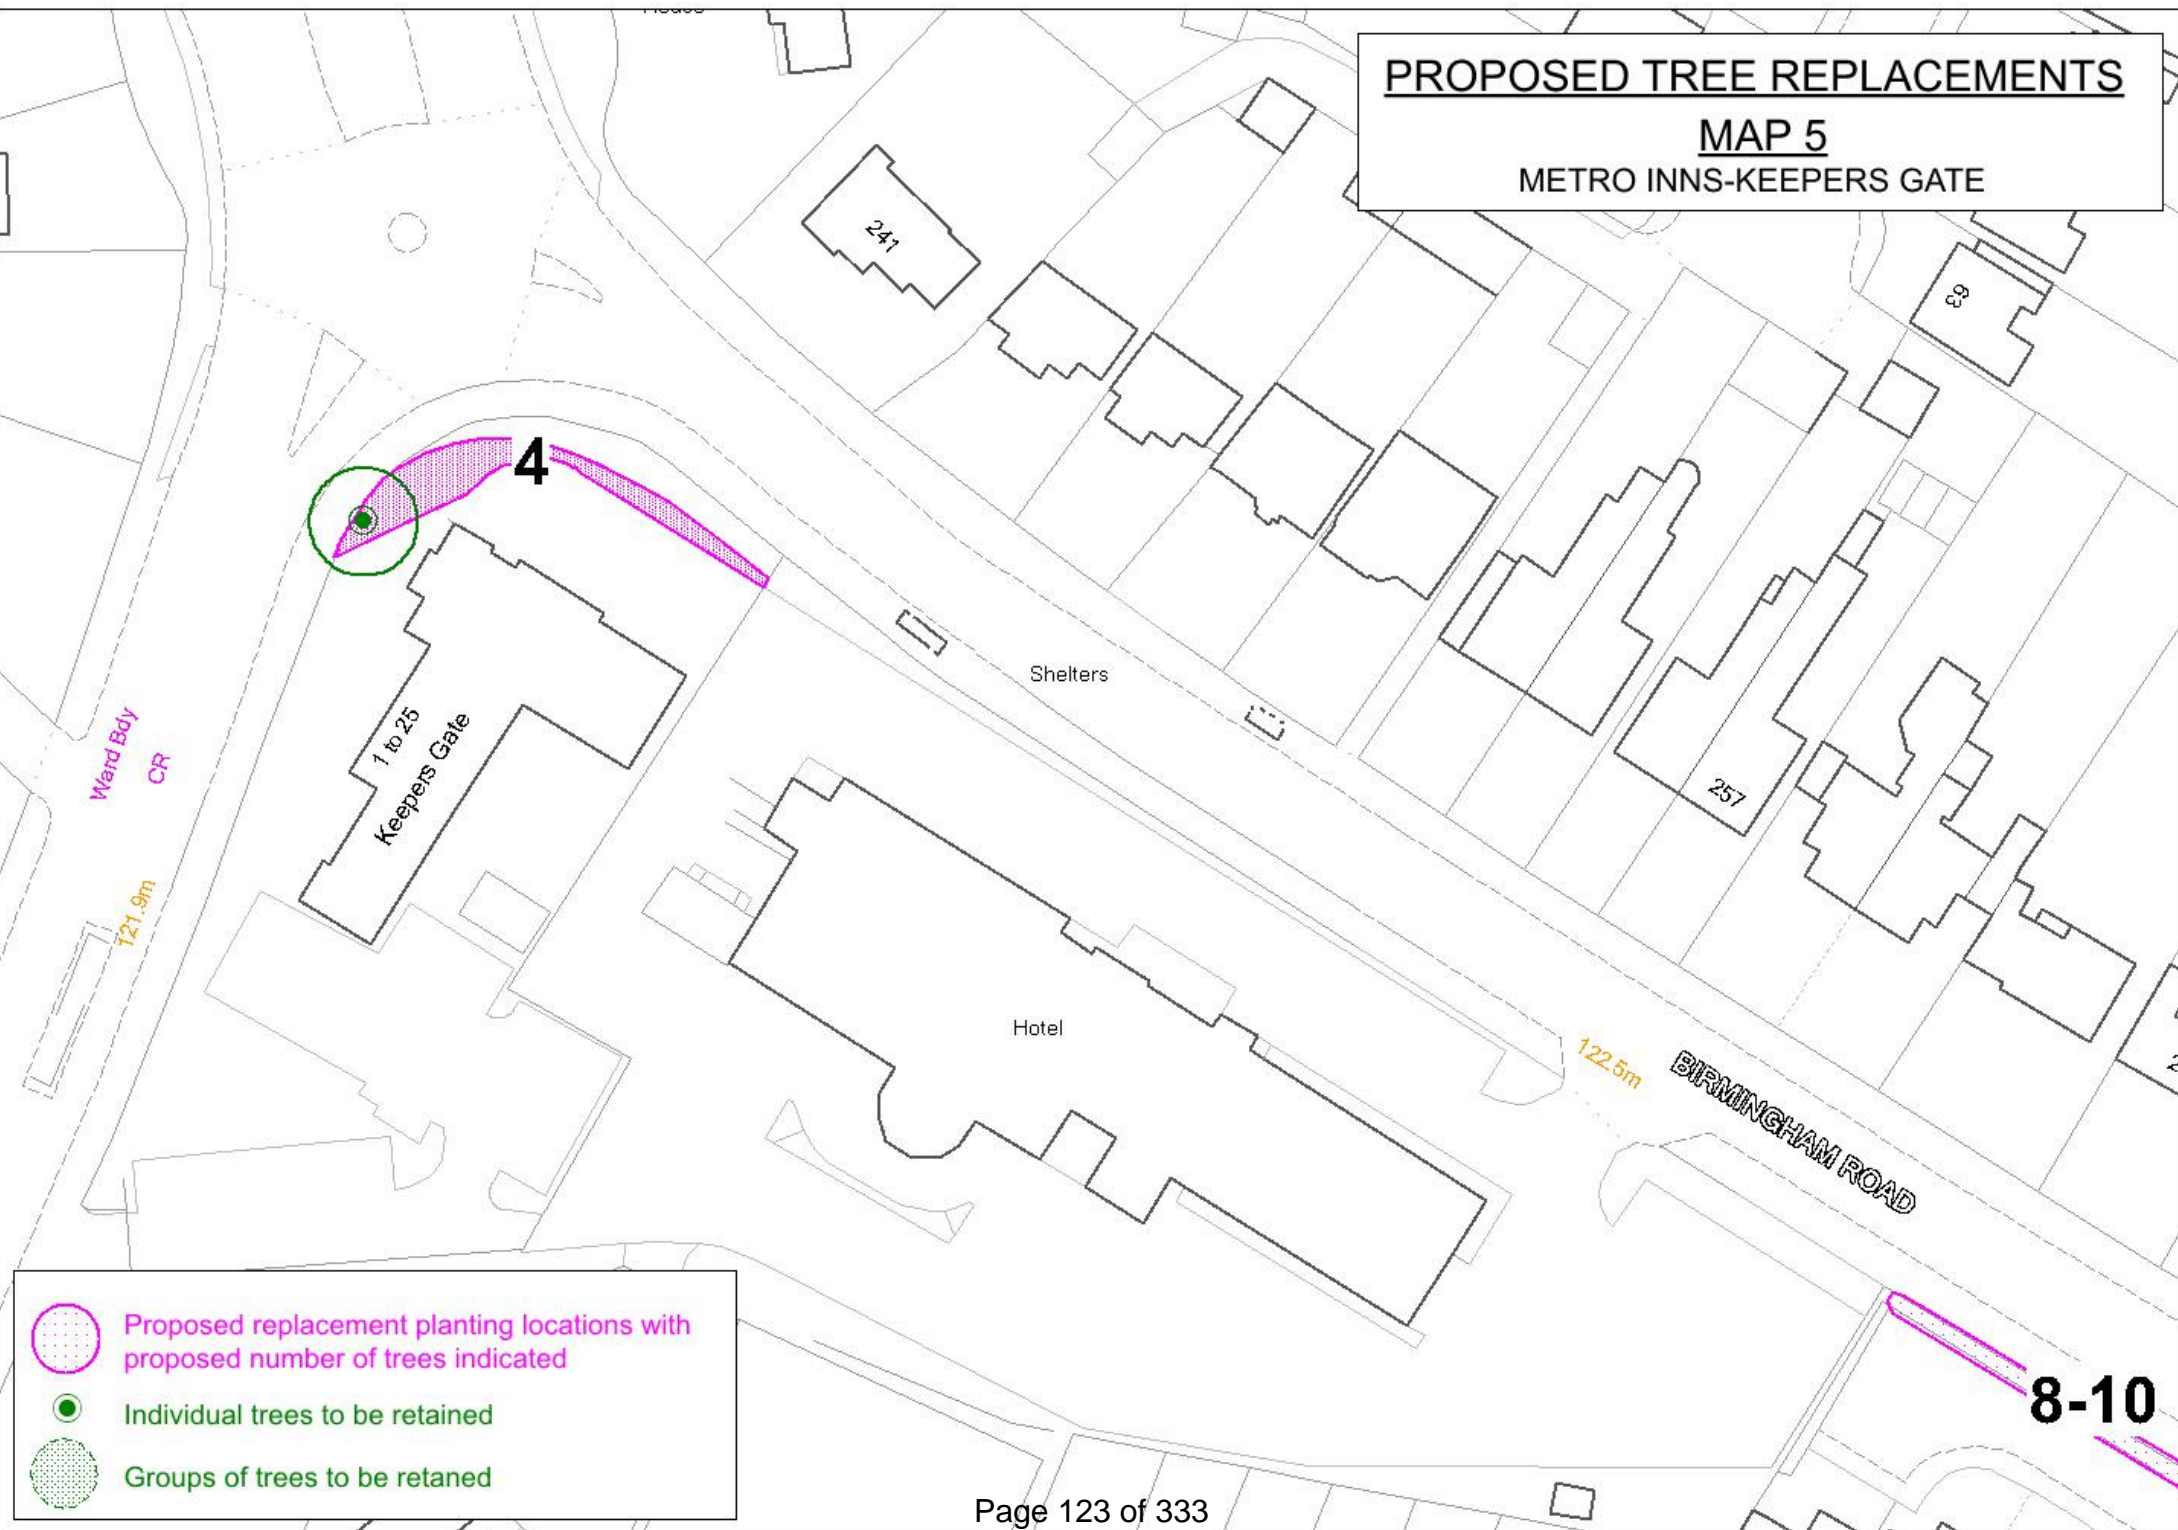 PROPOSED TREE REPLACEMENTS
MAP 5
METRO INNS-KEEPERS GATE
241
63
4
Shelters
1 to 25
Keepers Gate
Ward Bdy
CR
257
121.9m
Hotel
122.5m
BIRMINGHAM ROAD
8-10
Proposed replacement planting locations with
proposed number of trees indicated
Individual trees to be retained
Groups of trees to be retaned
Page 123 of 333